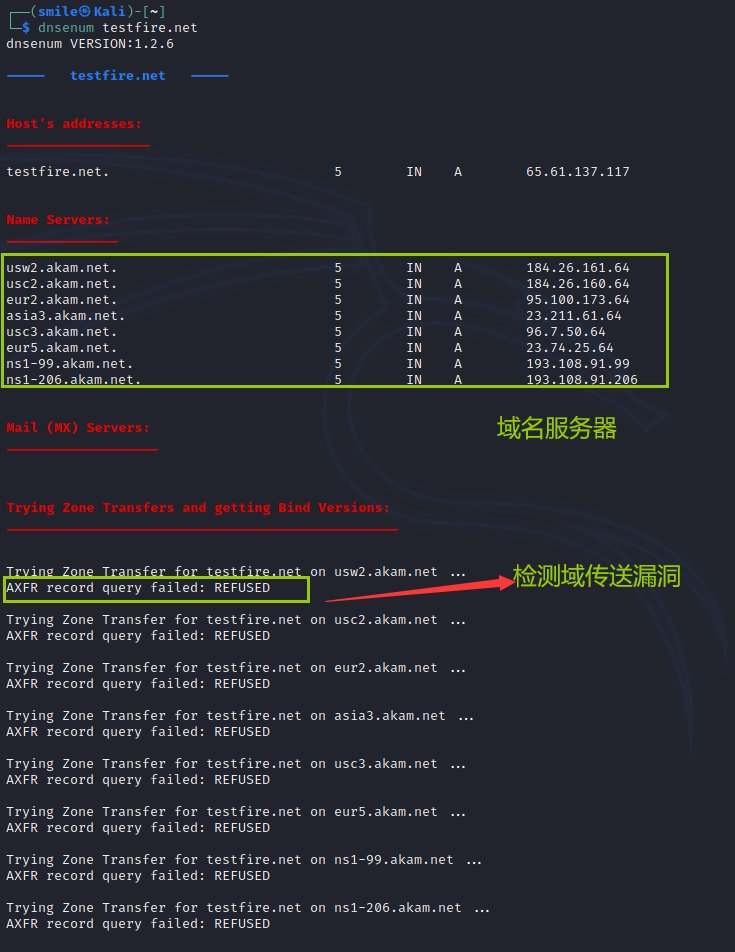 (smile㉿Kali)-[~]
$ dnsenum testfire.net
dnsenum VERSION:1.2.6
----- testfire.net -----
Host's addresses:
testfire.net. 5 IN A 65.61.137.117
Name Servers:
usw2.akam.net. 5 IN A 184.26.161.64
usc2.akam.net. 5 IN A 184.26.160.64
eur2.akam.net. 5 IN A 95.100.173.64
asia3.akam.net. 5 IN A 23.211.61.64
usc3.akam.net. 5 IN A 96.7.50.64
eur5.akam.net. 5 IN A 23.74.25.64
ns1-99.akam.net. 5 IN A 193.108.91.99
ns1-206.akam.net. 5 IN A 193.108.91.206
域名服务器
Mail (MX) Servers:
Trying Zone Transfers and getting Bind Versions:
Trying Zone Transfer for testfire.net on usw2.akam.net ...
AXFR record query failed: REFUSED
检测域传送漏洞
Trying Zone Transfer for testfire.net on usc2.akam.net ...
AXFR record query failed: REFUSED
Trying Zone Transfer for testfire.net on eur2.akam.net ...
AXFR record query failed: REFUSED
Trying Zone Transfer for testfire.net on asia3.akam.net ...
AXFR record query failed: REFUSED
Trying Zone Transfer for testfire.net on usc3.akam.net ...
AXFR record query failed: REFUSED
Trying Zone Transfer for testfire.net on eur5.akam.net ...
AXFR record query failed: REFUSED
Trying Zone Transfer for testfire.net on ns1-99.akam.net ...
AXFR record query failed: REFUSED
Trying Zone Transfer for testfire.net on ns1-206.akam.net ...
AXFR record query failed: REFUSED